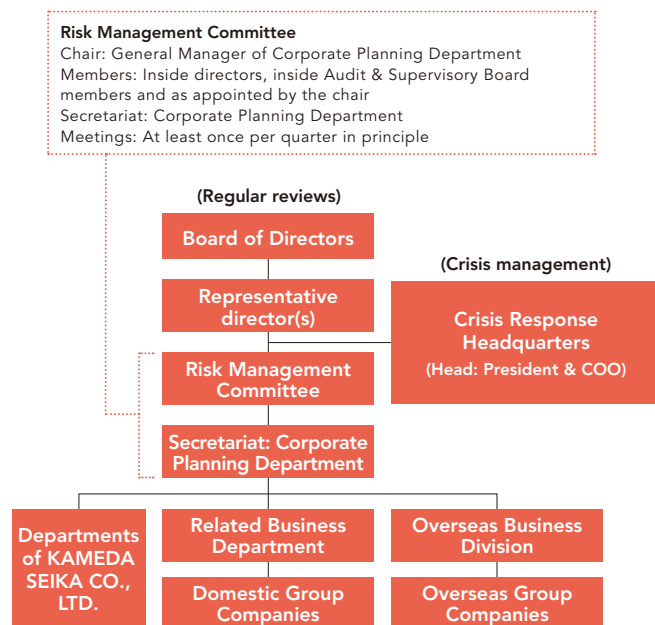 Risk Management Committee
Chair: General Manager of Corporate Planning Department
Members: Inside directors, inside Audit & Supervisory Board
members and as appointed by the chair
Secretariat: Corporate Planning Department
Meetings: At least once per quarter in principle
(Regular reviews)
Board of Directors
(Crisis management)
Representative
director(s)
Crisis Response
Headquarters
(Head: President & COO)
Risk Management
Committee
Secretariat: Corporate
Planning Department
Departments
of KAMEDA
SEIKA CO.,
LTD.
Related Business
Department
Overseas Business
Division
Domestic Group
Companies
Overseas Group
Companies